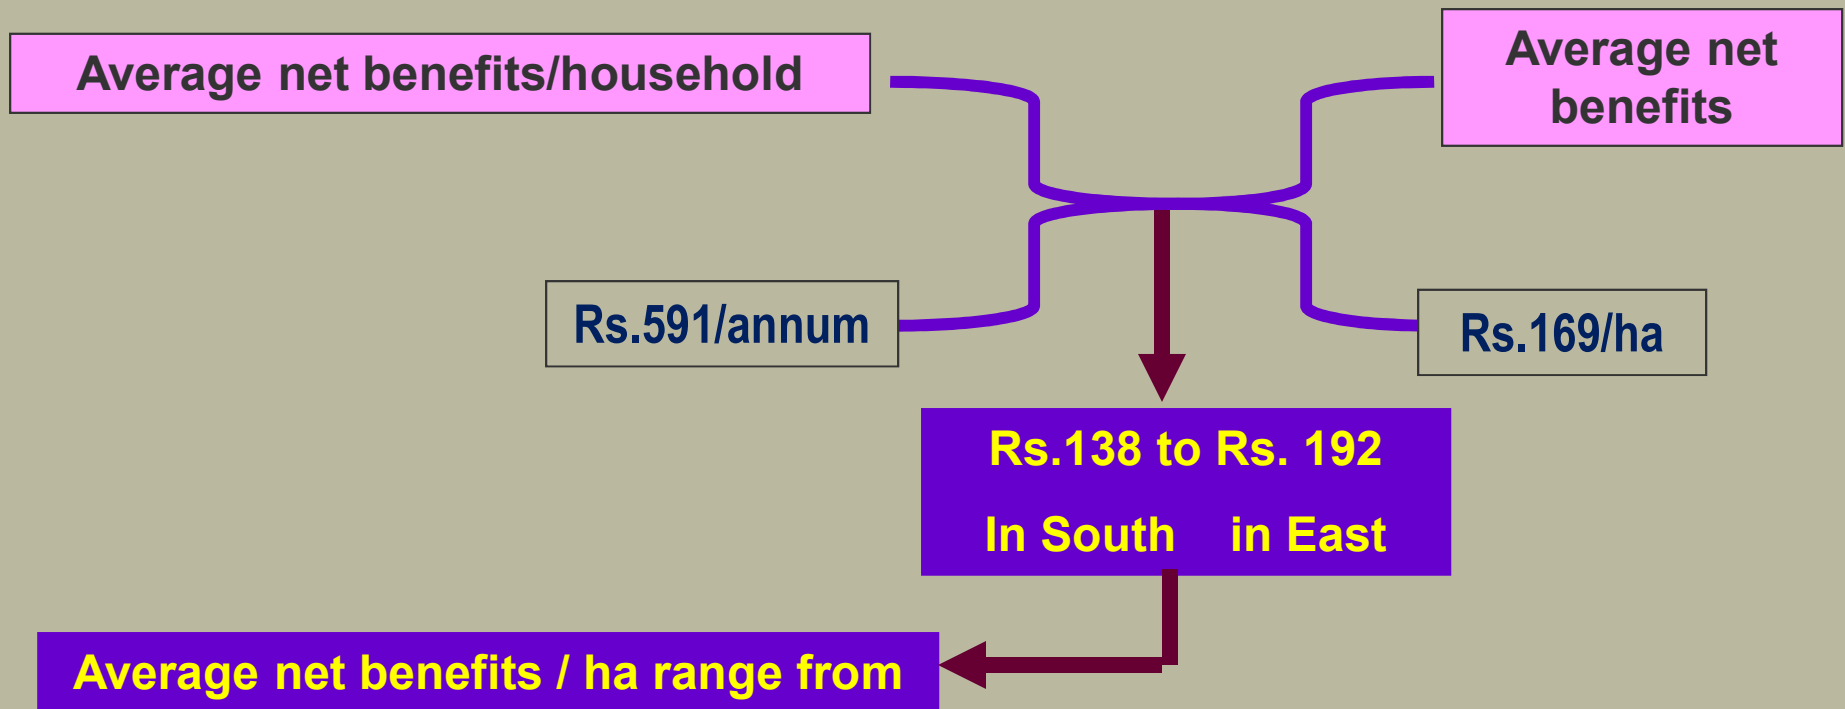 Average net benefits/household
Average net
benefits
Rs.591/annum
Rs.169/ha
Rs.138 to Rs. 192
In South in East
Average net benefits / ha range from